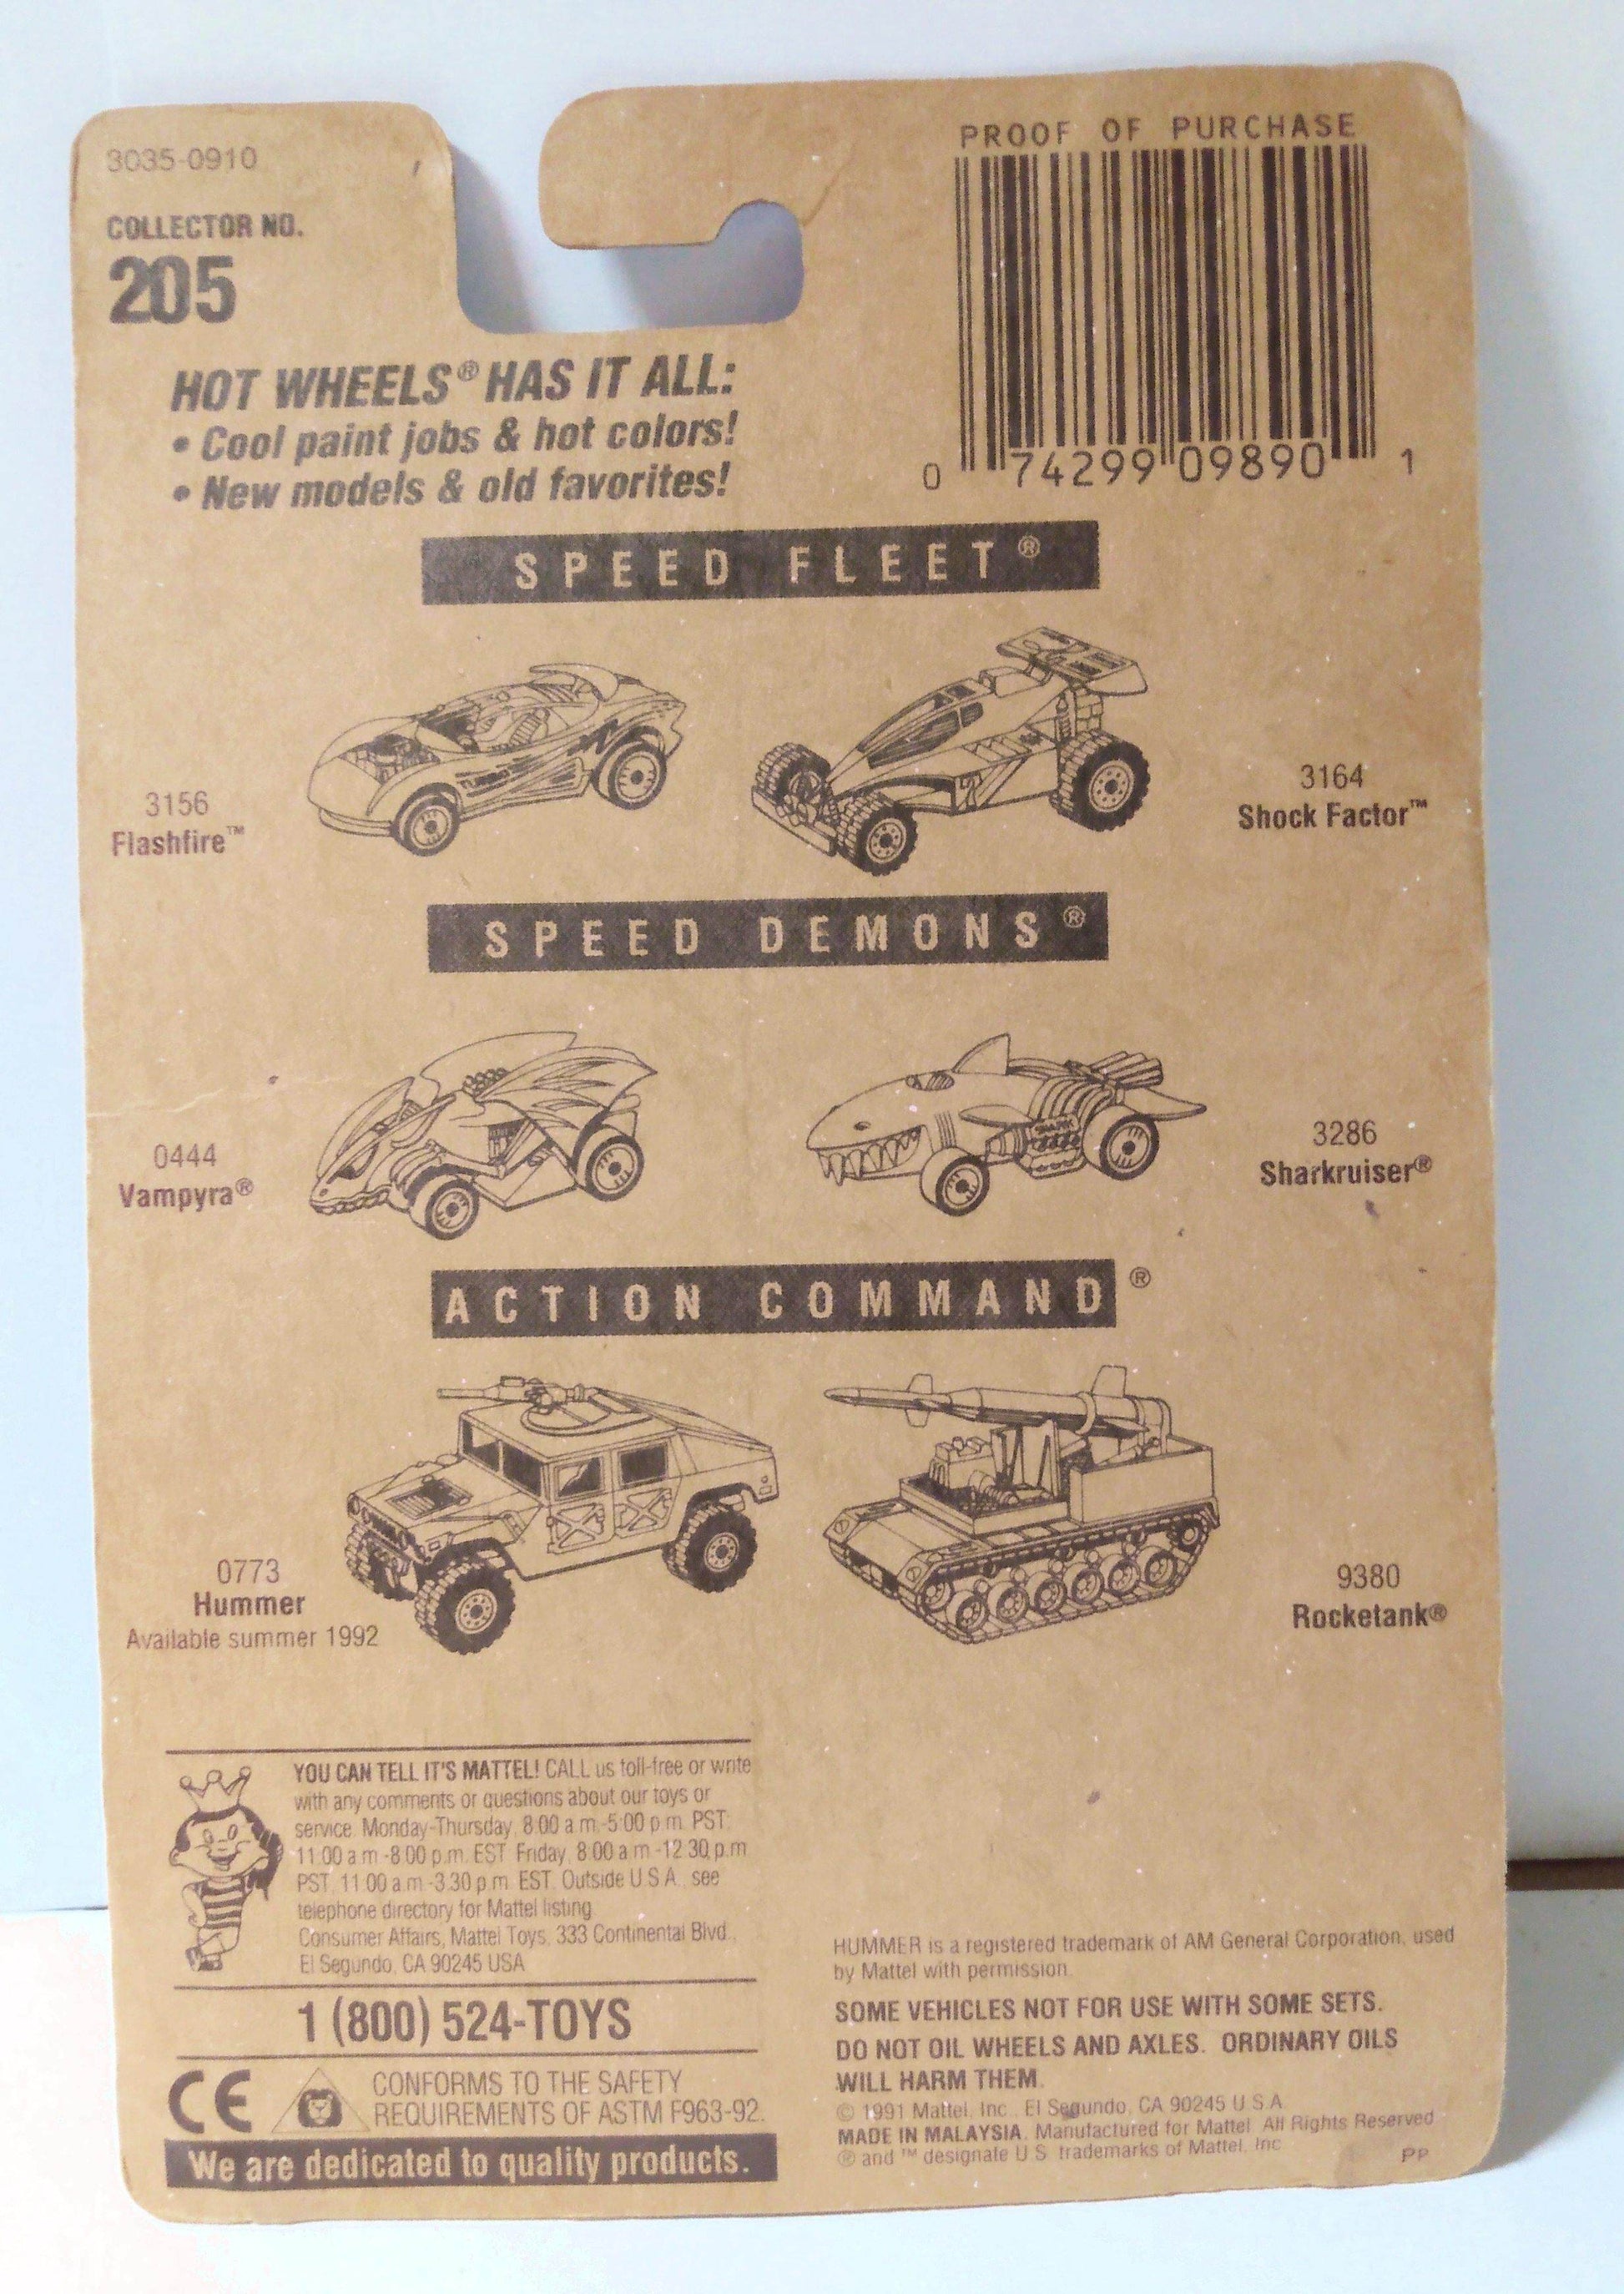 3035-0910
COLLECTOR NO.
205
PROOF OF PURCHASE
0 74299 09890 1
HOT WHEELS® HAS IT ALL:
• Cool paint jobs & hot colors!
• New models & old favorites!
SPEED FLEET®
3156
Flashfire™
3164
Shock Factor™
SPEED DEMONS®
0444
Vampyra®
3286
Sharkruiser®
ACTION COMMAND®
0773
Hummer
Available summer 1992
9380
Rocketank®
YOU CAN TELL IT'S MATTEL! CALL us toll-free or write
with any comments or questions about our toys or
service. Monday-Thursday, 8:00 a.m.-5:00 p.m. PST;
11:00 a.m.-8:00 p.m. EST. Friday, 8:00 a.m.-12:30 p.m.
PST, 11:00 a.m.-3:30 p.m. EST. Outside U.S.A., see
telephone directory for Mattel listing.
Consumer Affairs, Mattel Toys, 333 Continental Blvd.,
El Segundo, CA 90245 USA
1 (800) 524-TOYS
CE
CONFORMS TO THE SAFETY
REQUIREMENTS OF ASTM F963-92.
We are dedicated to quality products.
HUMMER is a registered trademark of AM General Corporation, used
by Mattel with permission.
SOME VEHICLES NOT FOR USE WITH SOME SETS.
DO NOT OIL WHEELS AND AXLES. ORDINARY OILS
WILL HARM THEM.
© 1991 Mattel, Inc., El Segundo, CA 90245 U.S.A.
MADE IN MALAYSIA. Manufactured for Mattel. All Rights Reserved.
® and ™ designate U.S. trademarks of Mattel, Inc.
PP